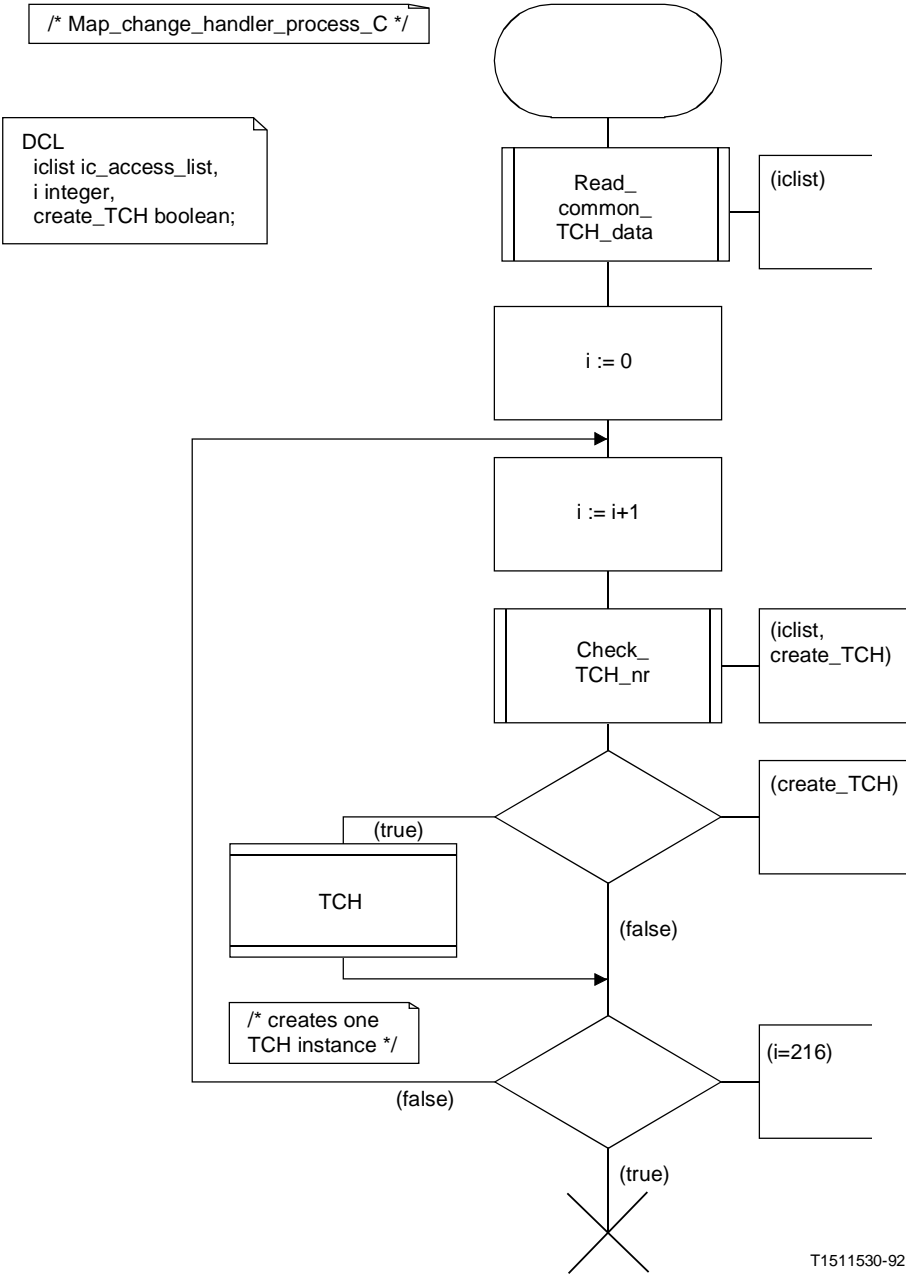 /* Map_change_handler_process_C */
DCL
iclist ic_access_list,
i integer,
create_TCH boolean;
Read_
common_
TCH_data
(iclist)
i := 0
i := i+1
Check_
TCH_nr
(iclist,
create_TCH)
(create_TCH)
(true)
TCH
(false)
/* creates one
TCH instance */
(i=216)
(false)
(true)
T1511530-92